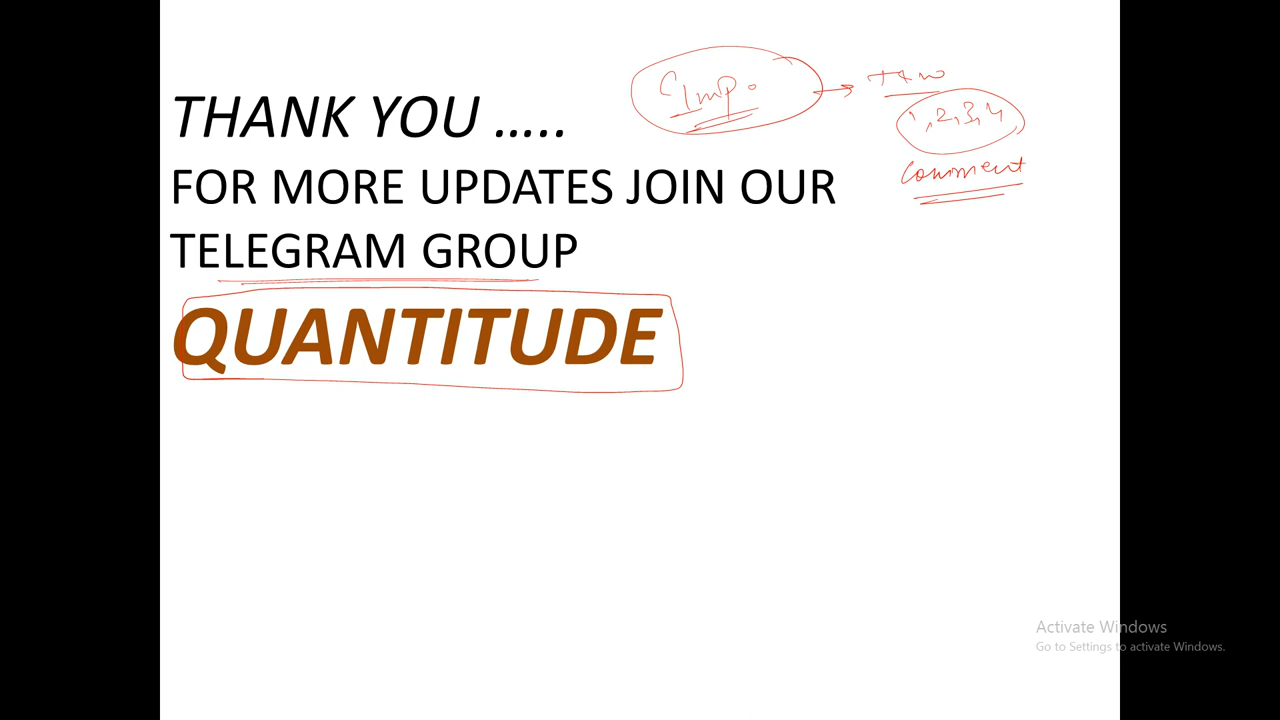 THANK YOU …..
FOR MORE UPDATES JOIN OUR
TELEGRAM GROUP
QUANTITUDE
Imp.
1,2,3,4
Comment
Activate Windows
Go to Settings to activate Windows.